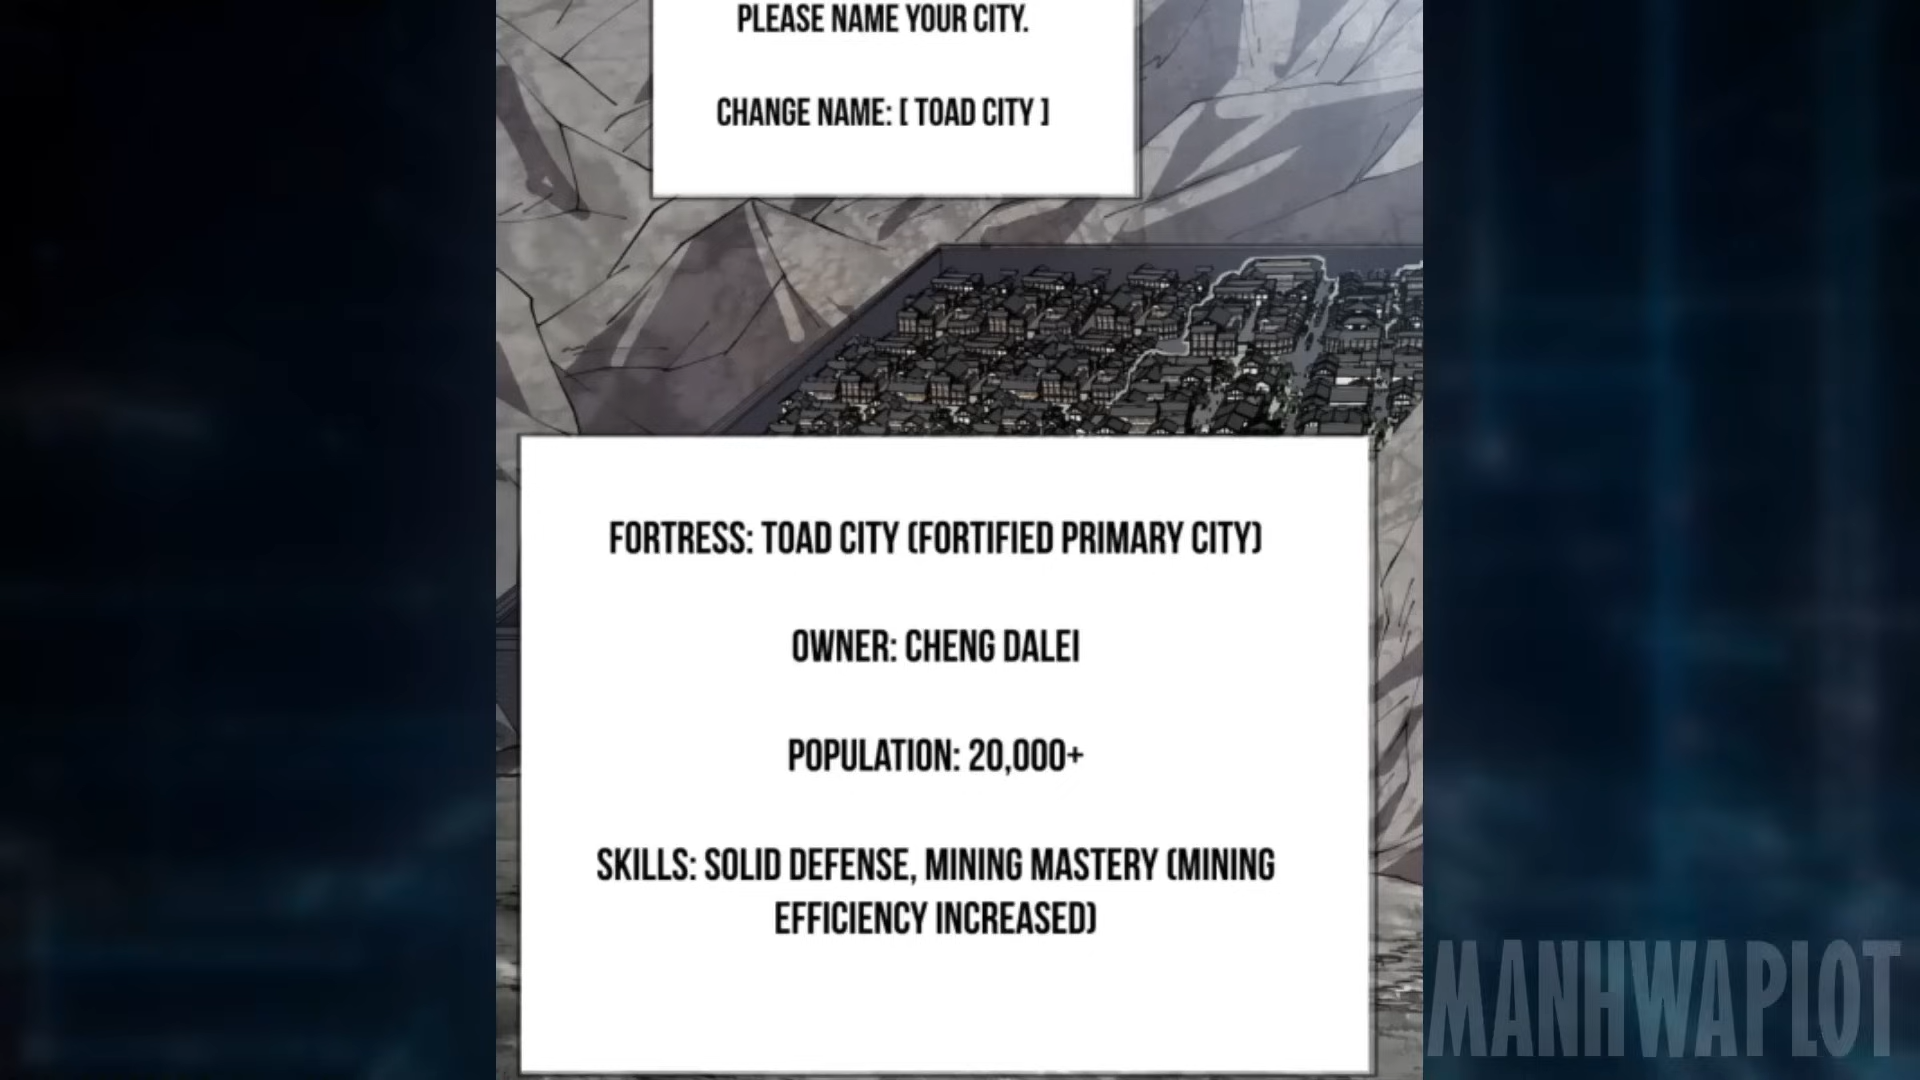 PLEASE NAME YOUR CITY.
CHANGE NAME: [ TOAD CITY ]
FORTRESS: TOAD CITY (FORTIFIED PRIMARY CITY)
OWNER: CHENG DALEI
POPULATION: 20,000+
SKILLS: SOLID DEFENSE, MINING MASTERY (MINING
EFFICIENCY INCREASED)
MANHWAPLOT